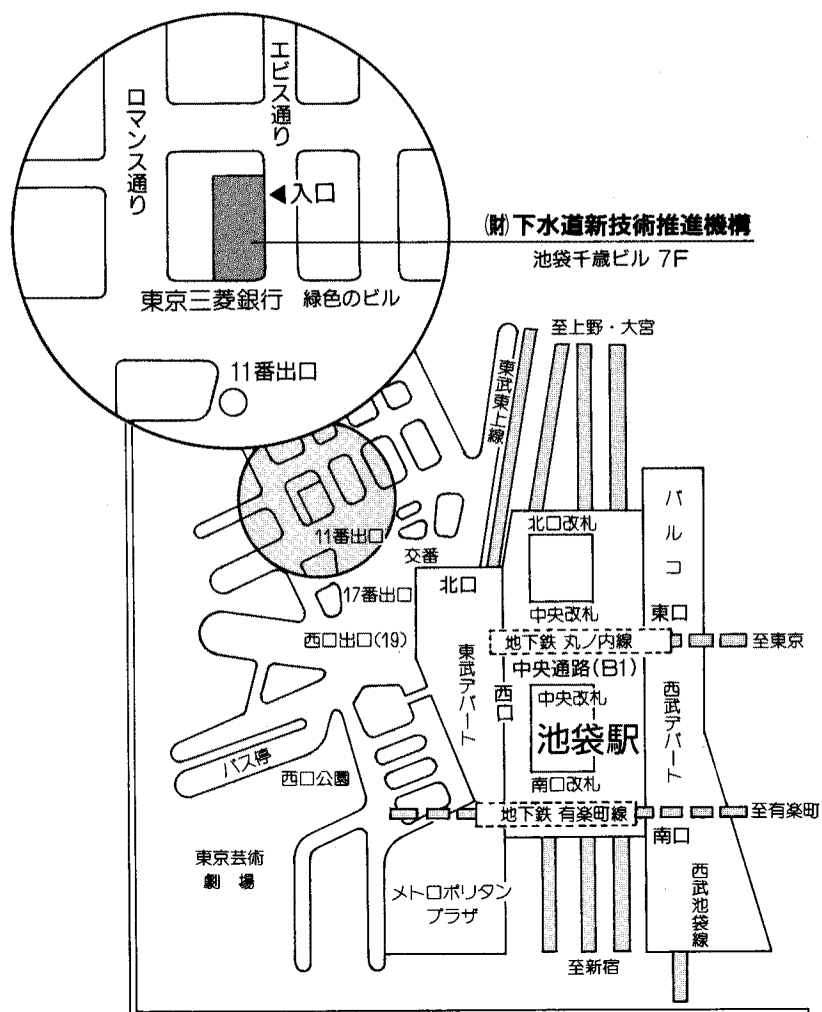 エビス通り
ロマンス通り
◀入口
(財)下水道新技術推進機構
池袋千歳ビル 7F
東京三菱銀行
緑色のビル
11番出口
至上野・大宮
東武東上線
パルコ
北口改札
11番出口
交番
北口
17番出口
中央改札
東口
西口出口(19)
地下鉄 丸ノ内線
至東京
東武デパート
中央通路(B1)
西口
中央改札
池袋駅
西武デパート
バス停
西口公園
南口改札
地下鉄 有楽町線
至有楽町
南口
東京芸術
劇場
メトロポリタン
プラザ
西武池袋線
至新宿